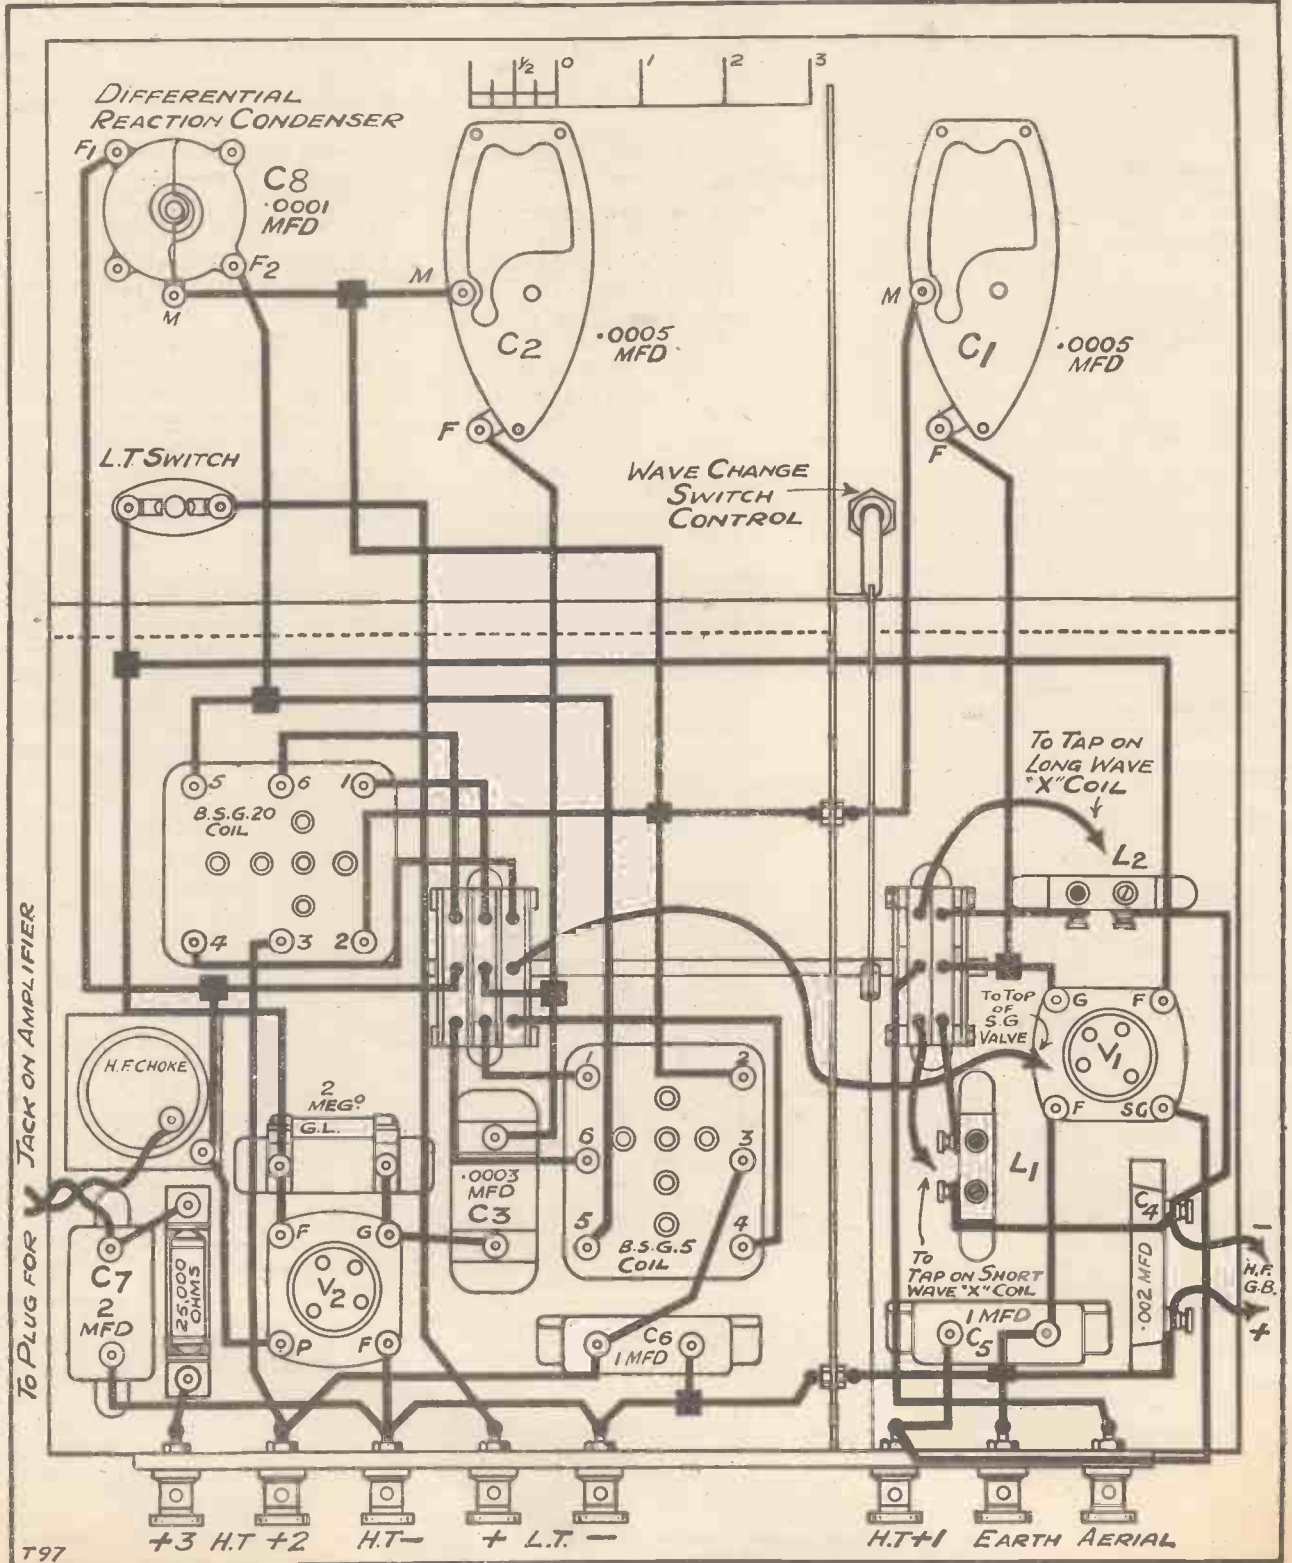 ½ 0 1 2 3
DIFFERENTIAL
REACTION CONDENSER
F1
C8
.0001
MFD
F2
M
M
C2
.0005
MFD
F
M
C1
.0005
MFD
F
L.T SWITCH
WAVE CHANGE
SWITCH
CONTROL
TO TAP ON
LONG WAVE
"X" COIL
L2
5 6 1
B.S.G.20
COIL
4 3 2
TO TOP
OF
S.G
VALVE
G F
V1
F SG
H.F. CHOKE
2
MEGº
G.L.
.0003
MFD
C3
1 2
6 3
5 4
B.S.G.5
COIL
L1
TO
TAP ON SHORT
WAVE "X" COIL
C4
.002 MFD
-
H.F.
G.B.
+
C7
2
MFD
25,000
OHMS
F G
V2
P F
C6
1 MFD
1 MFD
C5
TO PLUG FOR JACK ON AMPLIFIER
+3 H.T +2 H.T- + L.T. - H.T+1 EARTH AERIAL
T97